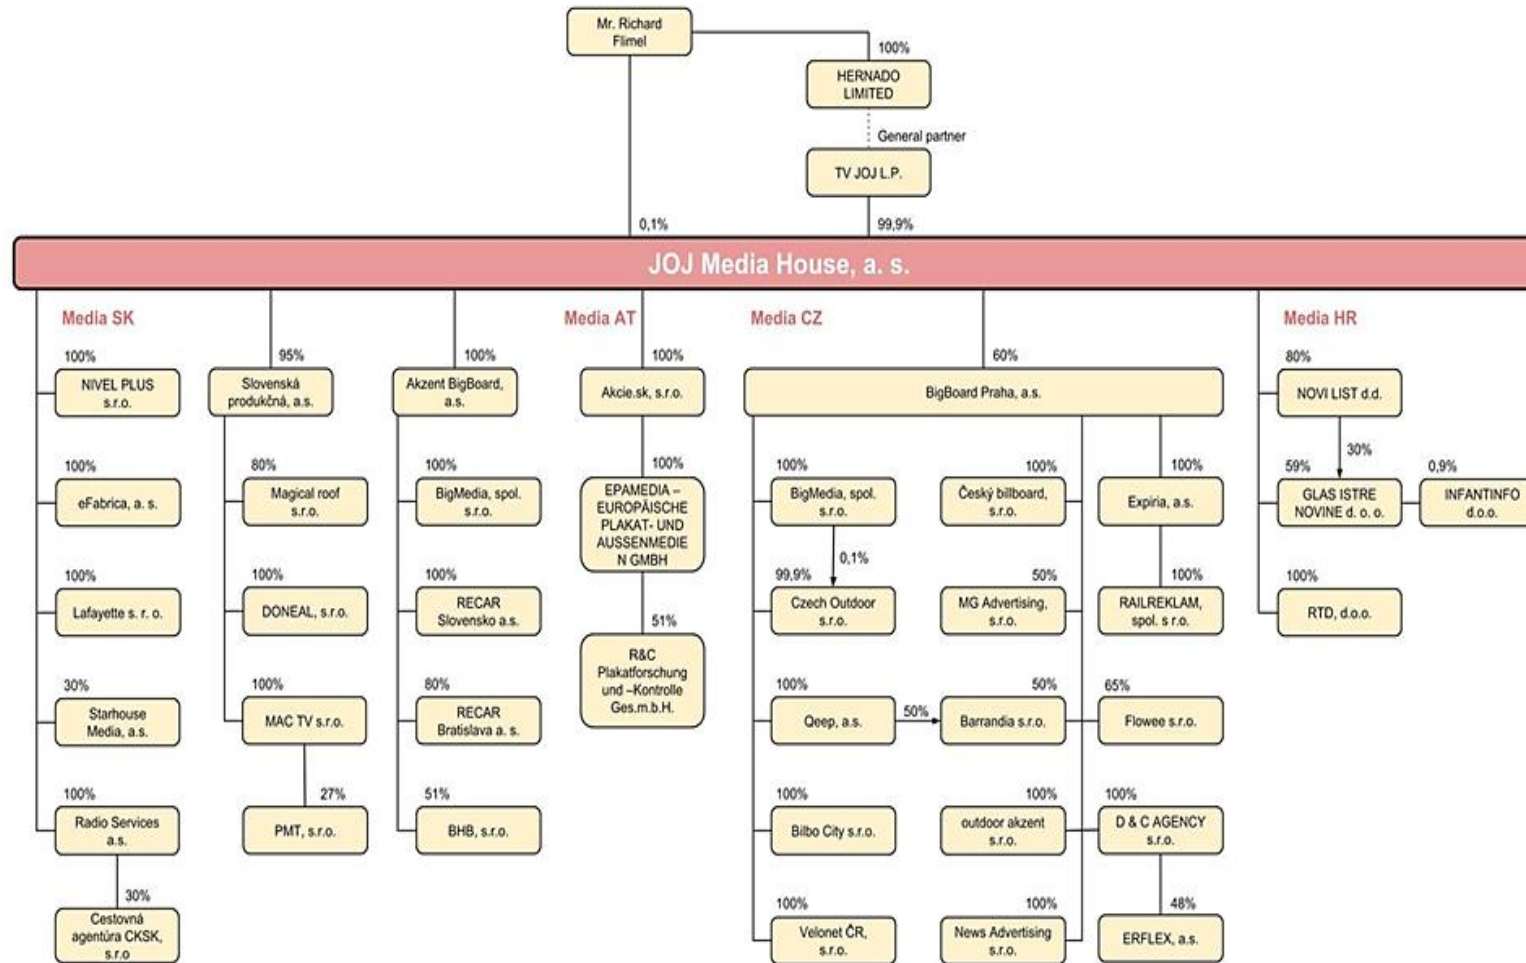 Mr. Richard
Flimel
100%
HERNADO
LIMITED
General partner
TV JOJ L.P.
0,1%
99,9%
JOJ Media House, a. s.
Media SK
Media AT
Media CZ
Media HR
100%
NIVEL PLUS
s.r.o.
100%
eFabrica, a. s.
100%
Lafayette s. r. o.
30%
Starhouse
Media, a.s.
100%
Radio Services
a.s.
30%
Cestovná
agentúra CKSK,
s.r.o
95%
Slovenská
produkčná, a.s.
80%
Magical roof
s.r.o.
100%
DONEAL, s.r.o.
100%
MAC TV s.r.o.
27%
PMT, s.r.o.
100%
Akzent BigBoard,
a.s.
100%
BigMedia, spol.
s.r.o.
100%
RECAR
Slovensko a.s.
80%
RECAR
Bratislava a. s.
51%
BHB, s.r.o.
100%
Akcie.sk, s.r.o.
100%
EPAMEDIA –
EUROPÄISCHE
PLAKAT- UND
AUSSENMEDIE
N GMBH
51%
R&C
Plakatforschung
und –Kontrolle
Ges.m.b.H.
60%
BigBoard Praha, a.s.
100%
BigMedia, spol.
s.r.o.
0,1%
99,9%
Czech Outdoor
s.r.o.
100%
Qeep, a.s.
50%
100%
Bilbo City s.r.o.
100%
Velonet ČR,
s.r.o.
100%
Český billboard,
s.r.o.
50%
MG Advertising,
s.r.o.
50%
Barrandia s.r.o.
100%
outdoor akzent
s.r.o.
100%
News Advertising
s.r.o.
100%
Expiria, a.s.
100%
RAILREKLAM,
spol. s r.o.
65%
Flowee s.r.o.
100%
D & C AGENCY
s.r.o.
48%
ERFLEX, a.s.
80%
NOVI LIST d.d.
30%
59%
GLAS ISTRE
NOVINE d. o. o.
0,9%
INFANTINFO
d.o.o.
100%
RTD, d.o.o.